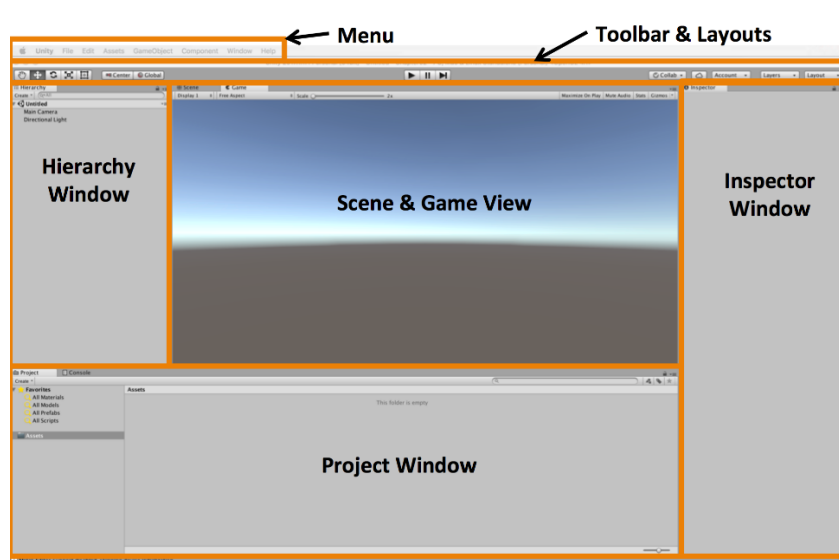 Menu
Toolbar & Layouts
Unity File Edit Assets GameObject Component Window Help
Center Global
Collab Account Layers Layout
Hierarchy
Create
Untitled
Main Camera
Directional Light
Hierarchy
Window
Scene Game
Display 1 Free Aspect Scale 2x Maximize On Play Mute Audio Stats Gizmos
Scene & Game View
Inspector
Inspector
Window
Project Console
Create
Favorites
All Materials
All Models
All Prefabs
All Scripts
Assets
Assets
This folder is empty
Project Window